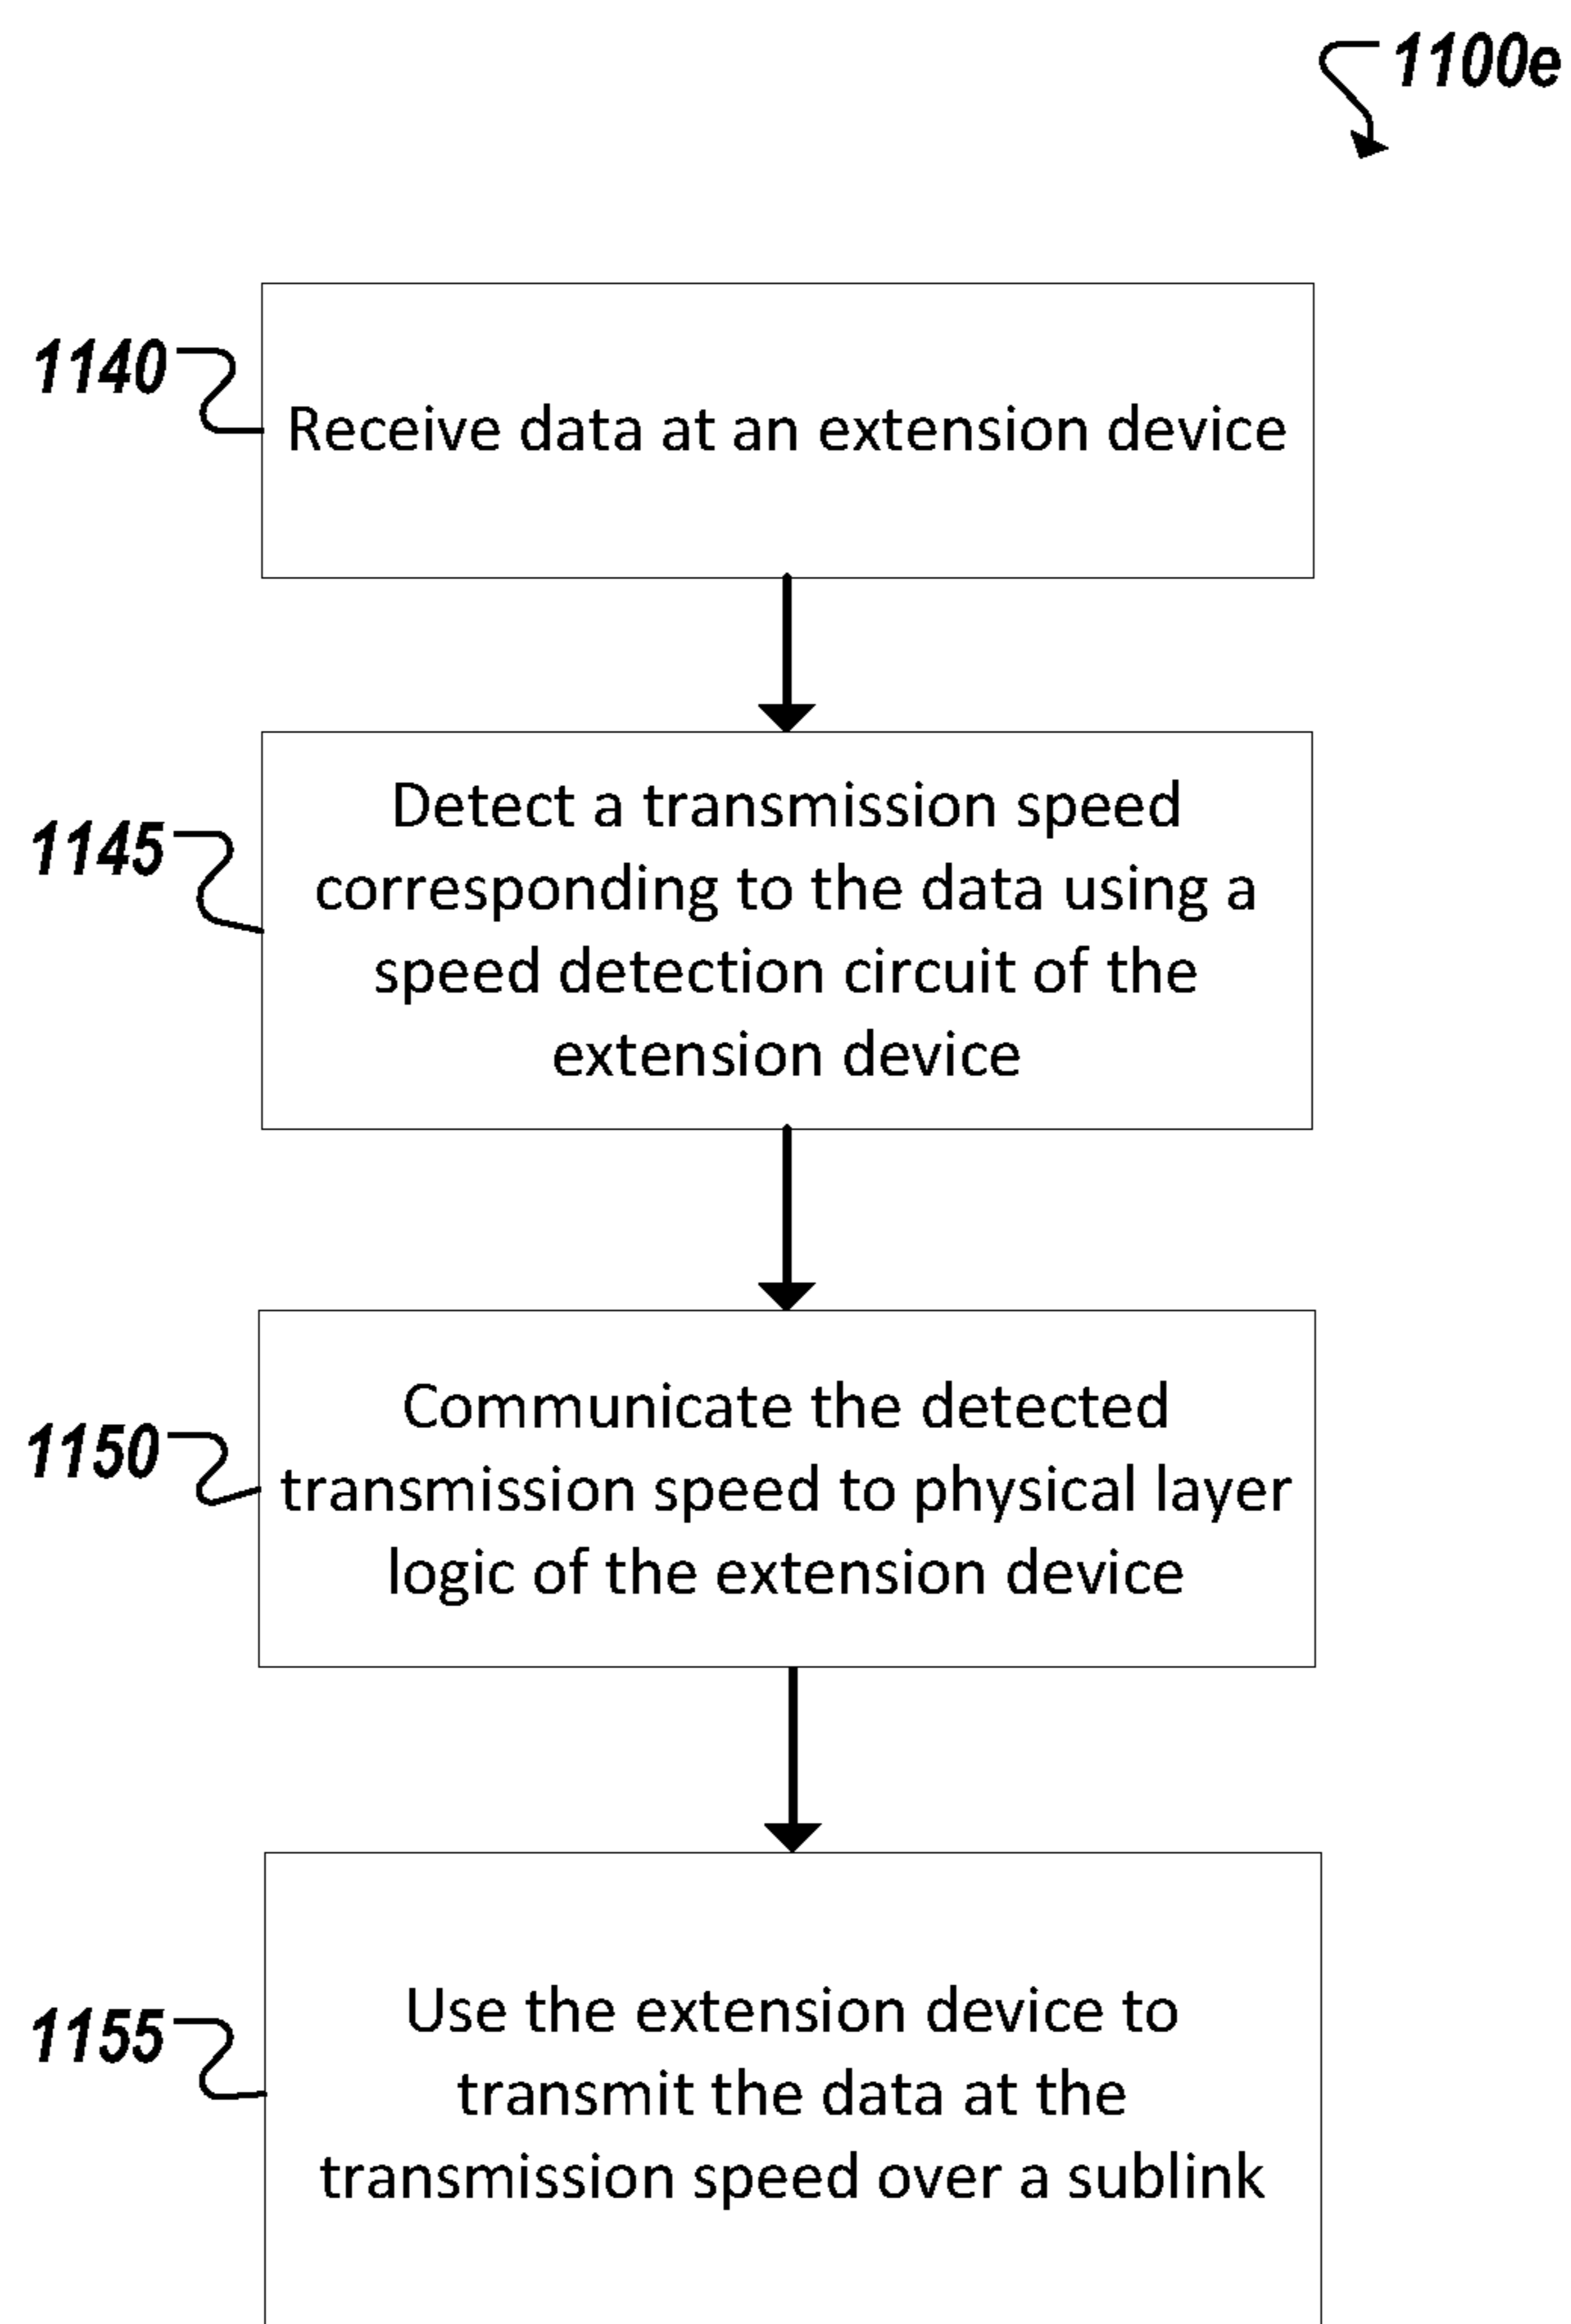 1100e
1140
Receive data at an extension device
1145
Detect a transmission speed
corresponding to the data using a
speed detection circuit of the
extension device
1150
Communicate the detected
transmission speed to physical layer
logic of the extension device
1155
Use the extension device to
transmit the data at the
transmission speed over a sublink